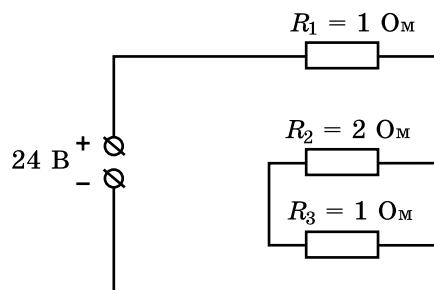 R₁ = 1 Ом
+
24 В
−
R₂ = 2 Ом
R₃ = 1 Ом